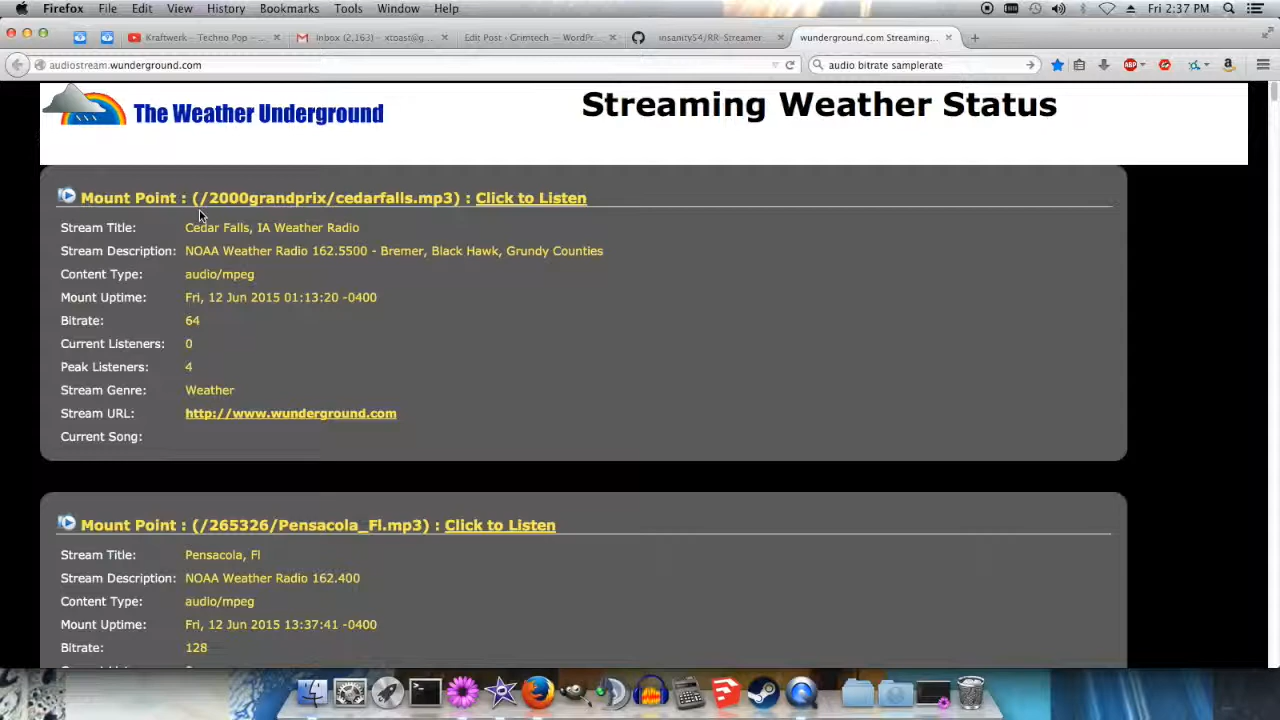 Firefox File Edit View History Bookmarks Tools Window Help Fri 2:37 PM
Kraftwerk - Techno Pop - ... Inbox (2,163) - xtoast@g... Edit Post ‹ Grimtech — WordPr... insanity54/RR-Streamer wunderground.com Streaming...
audiostream.wunderground.com audio bitrate samplerate
ABP
The Weather Underground Streaming Weather Status
Mount Point : (/2000grandprix/cedarfalls.mp3) : Click to Listen
Stream Title: Cedar Falls, IA Weather Radio
Stream Description: NOAA Weather Radio 162.5500 - Bremer, Black Hawk, Grundy Counties
Content Type: audio/mpeg
Mount Uptime: Fri, 12 Jun 2015 01:13:20 -0400
Bitrate: 64
Current Listeners: 0
Peak Listeners: 4
Stream Genre: Weather
Stream URL: http://www.wunderground.com
Current Song:
Mount Point : (/265326/Pensacola_Fl.mp3) : Click to Listen
Stream Title: Pensacola, Fl
Stream Description: NOAA Weather Radio 162.400
Content Type: audio/mpeg
Mount Uptime: Fri, 12 Jun 2015 13:37:41 -0400
Bitrate: 128